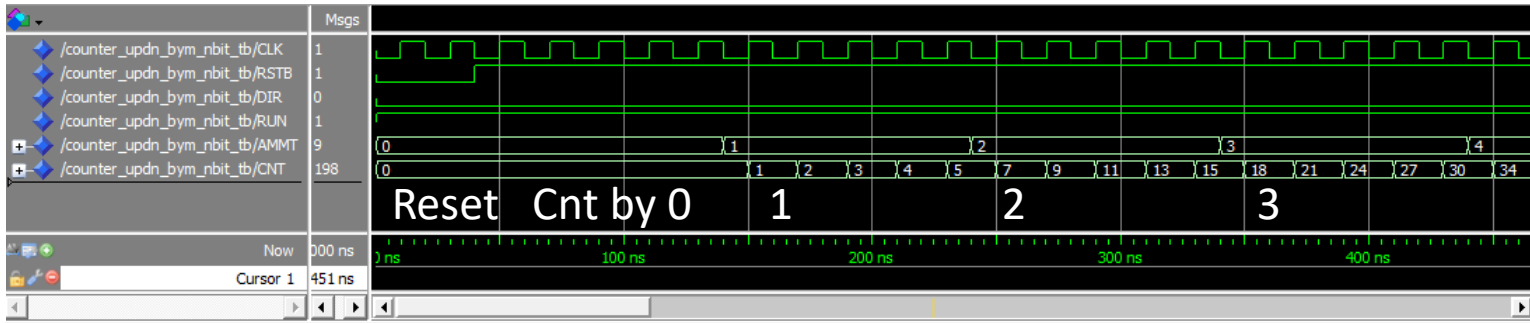 Msgs
/counter_updn_bym_nbit_tb/CLK 1
/counter_updn_bym_nbit_tb/RSTB 1
/counter_updn_bym_nbit_tb/DIR 0
/counter_updn_bym_nbit_tb/RUN 1
/counter_updn_bym_nbit_tb/AMMT 9 0 1 2 3 4
/counter_updn_bym_nbit_tb/CNT 198 0 1 2 3 4 5 7 9 11 13 15 18 21 24 27 30 34
Reset Cnt by 0 1 2 3
Now 000 ns ns 100 ns 200 ns 300 ns 400 ns
Cursor 1 451 ns